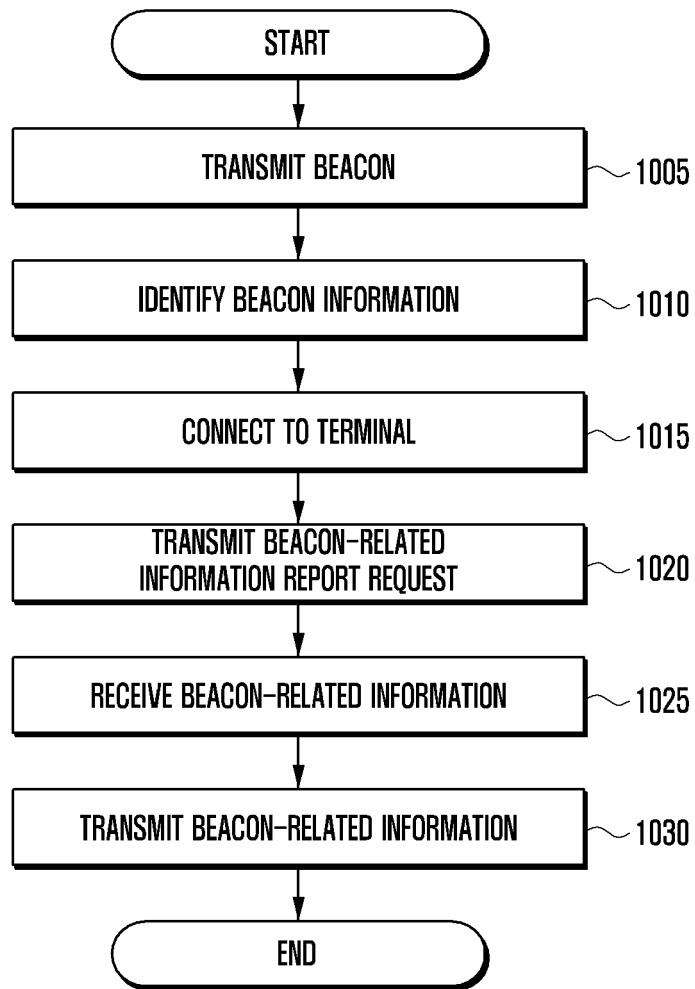 START
TRANSMIT BEACON
1005
IDENTIFY BEACON INFORMATION
1010
CONNECT TO TERMINAL
1015
TRANSMIT BEACON-RELATED
INFORMATION REPORT REQUEST
1020
RECEIVE BEACON-RELATED INFORMATION
1025
TRANSMIT BEACON-RELATED INFORMATION
1030
END